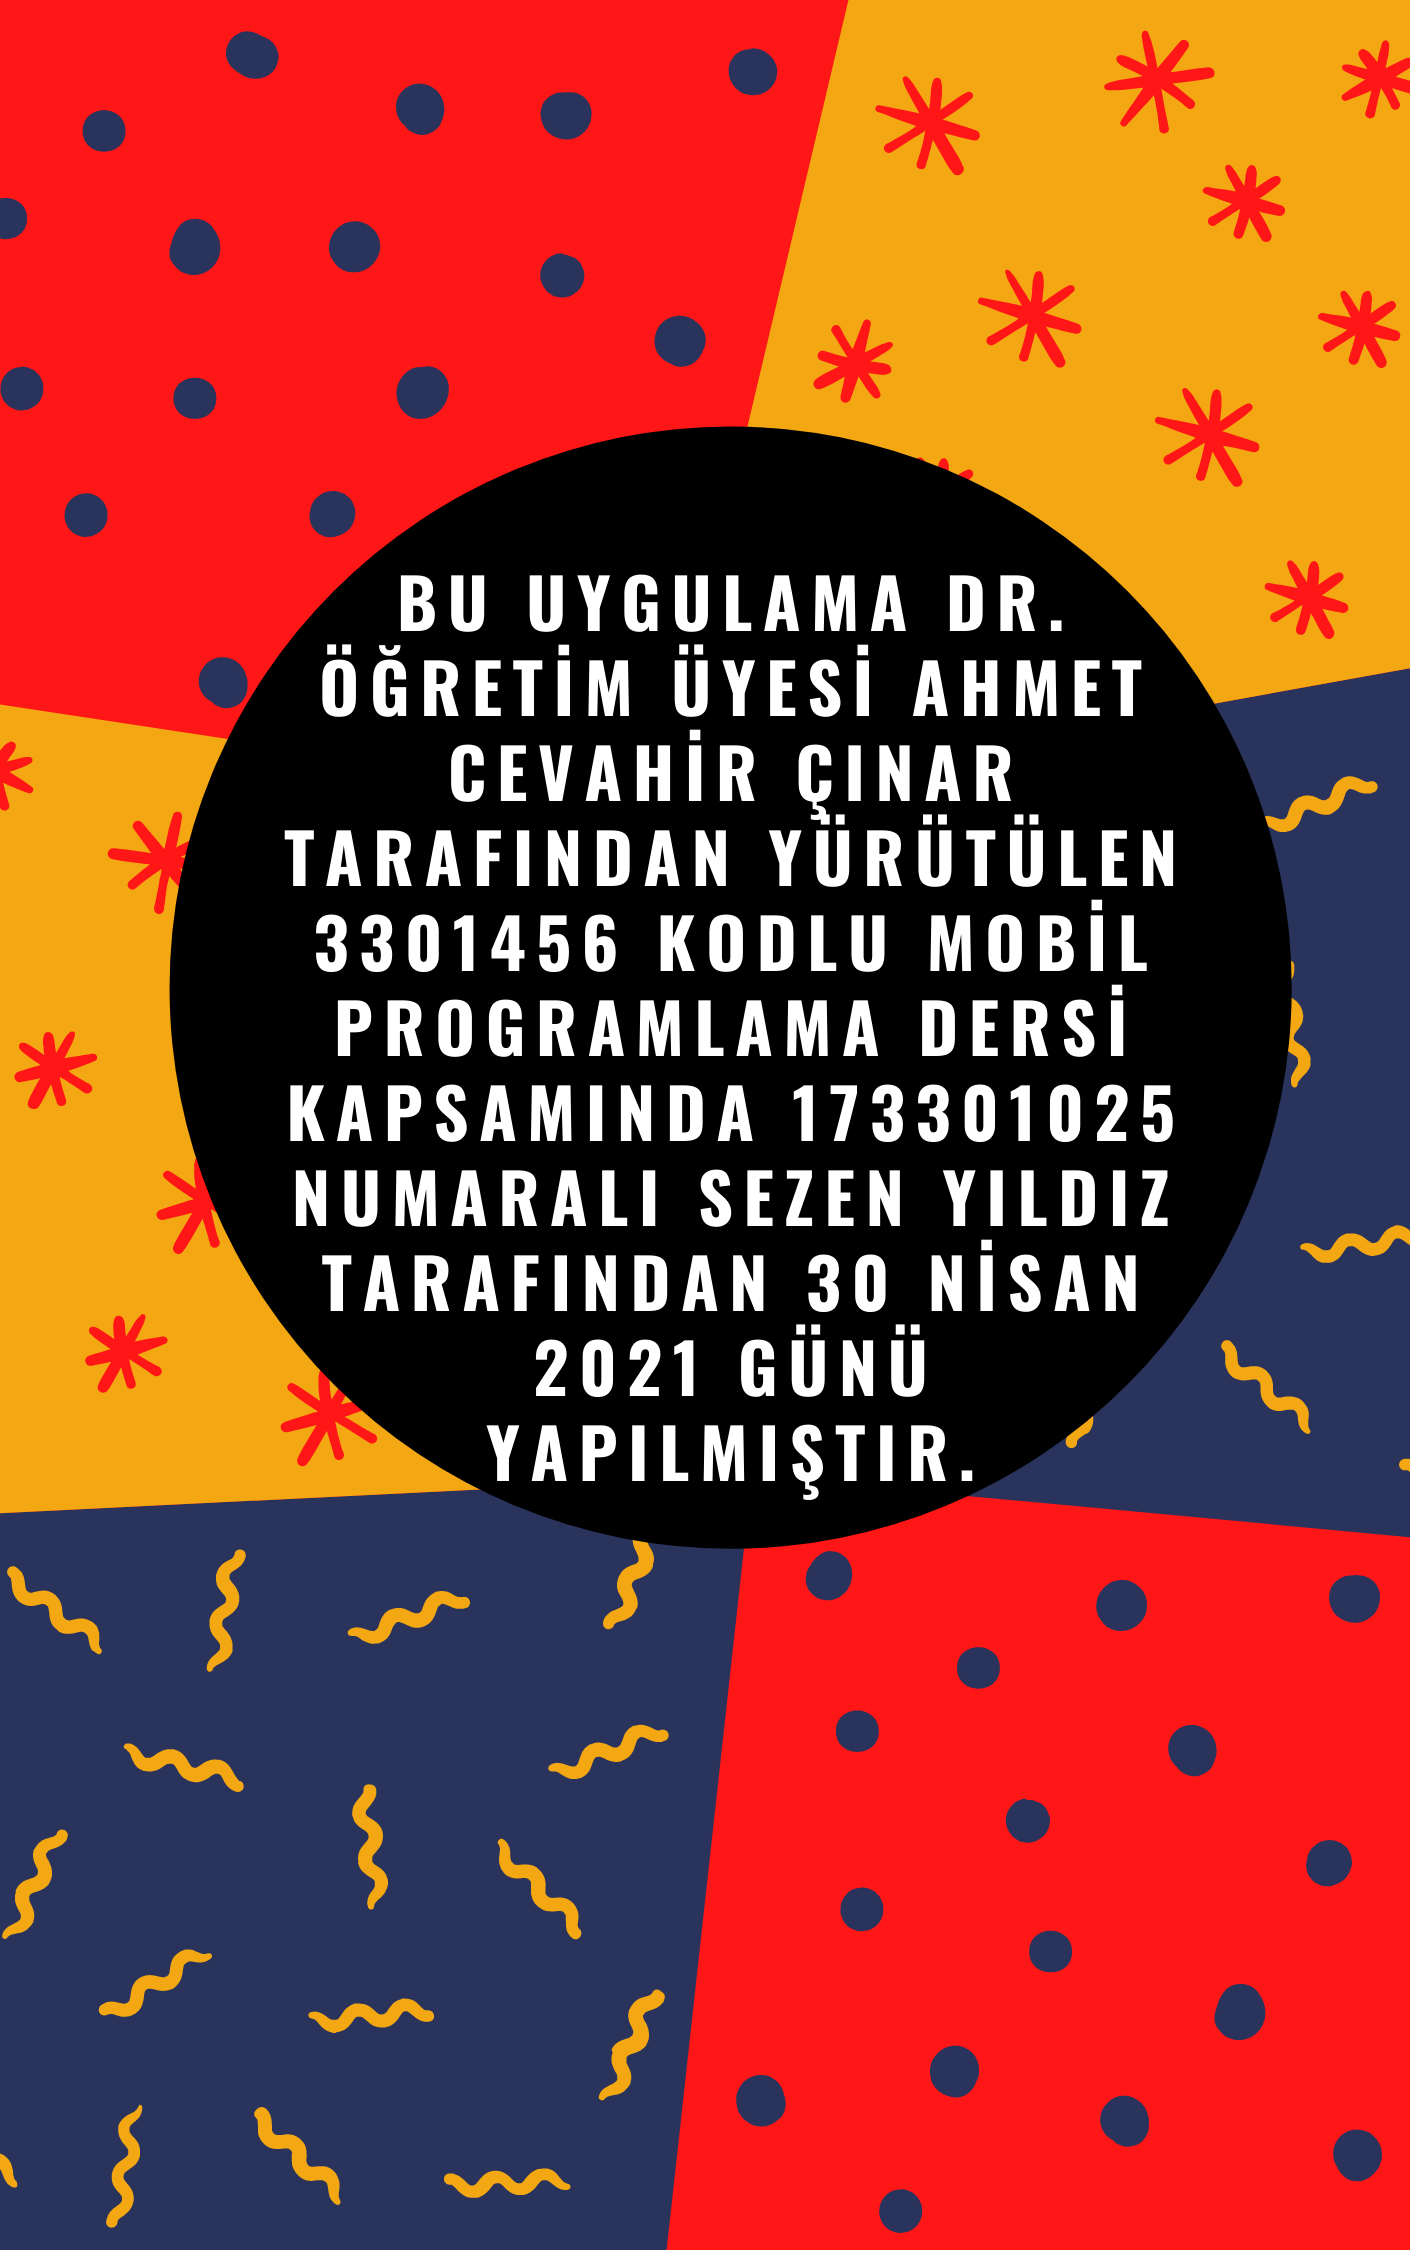 BU UYGULAMA DR.
ÖĞRETİM ÜYESİ AHMET
CEVAHİR ÇINAR
TARAFINDAN YÜRÜTÜLEN
3301456 KODLU MOBİL
PROGRAMLAMA DERSİ
KAPSAMINDA 173301025
NUMARALI SEZEN YILDIZ
TARAFINDAN 30 NİSAN
2021 GÜNÜ
YAPILMIŞTIR.